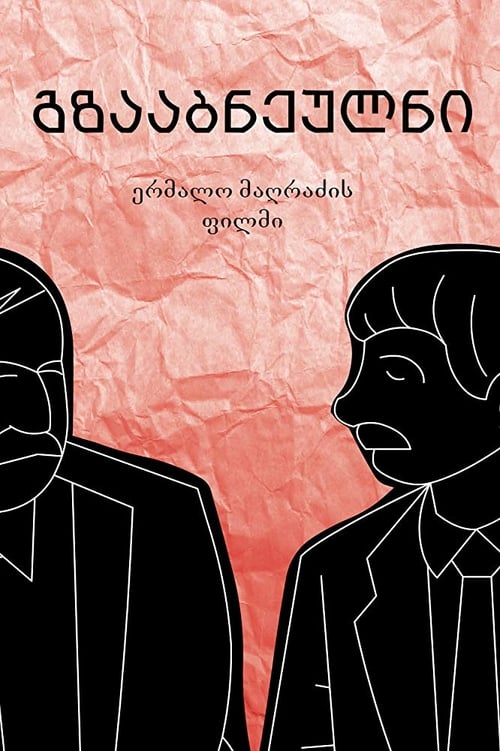 გზააბნეულნი
ერმალო მაღრაძის
ფილმი